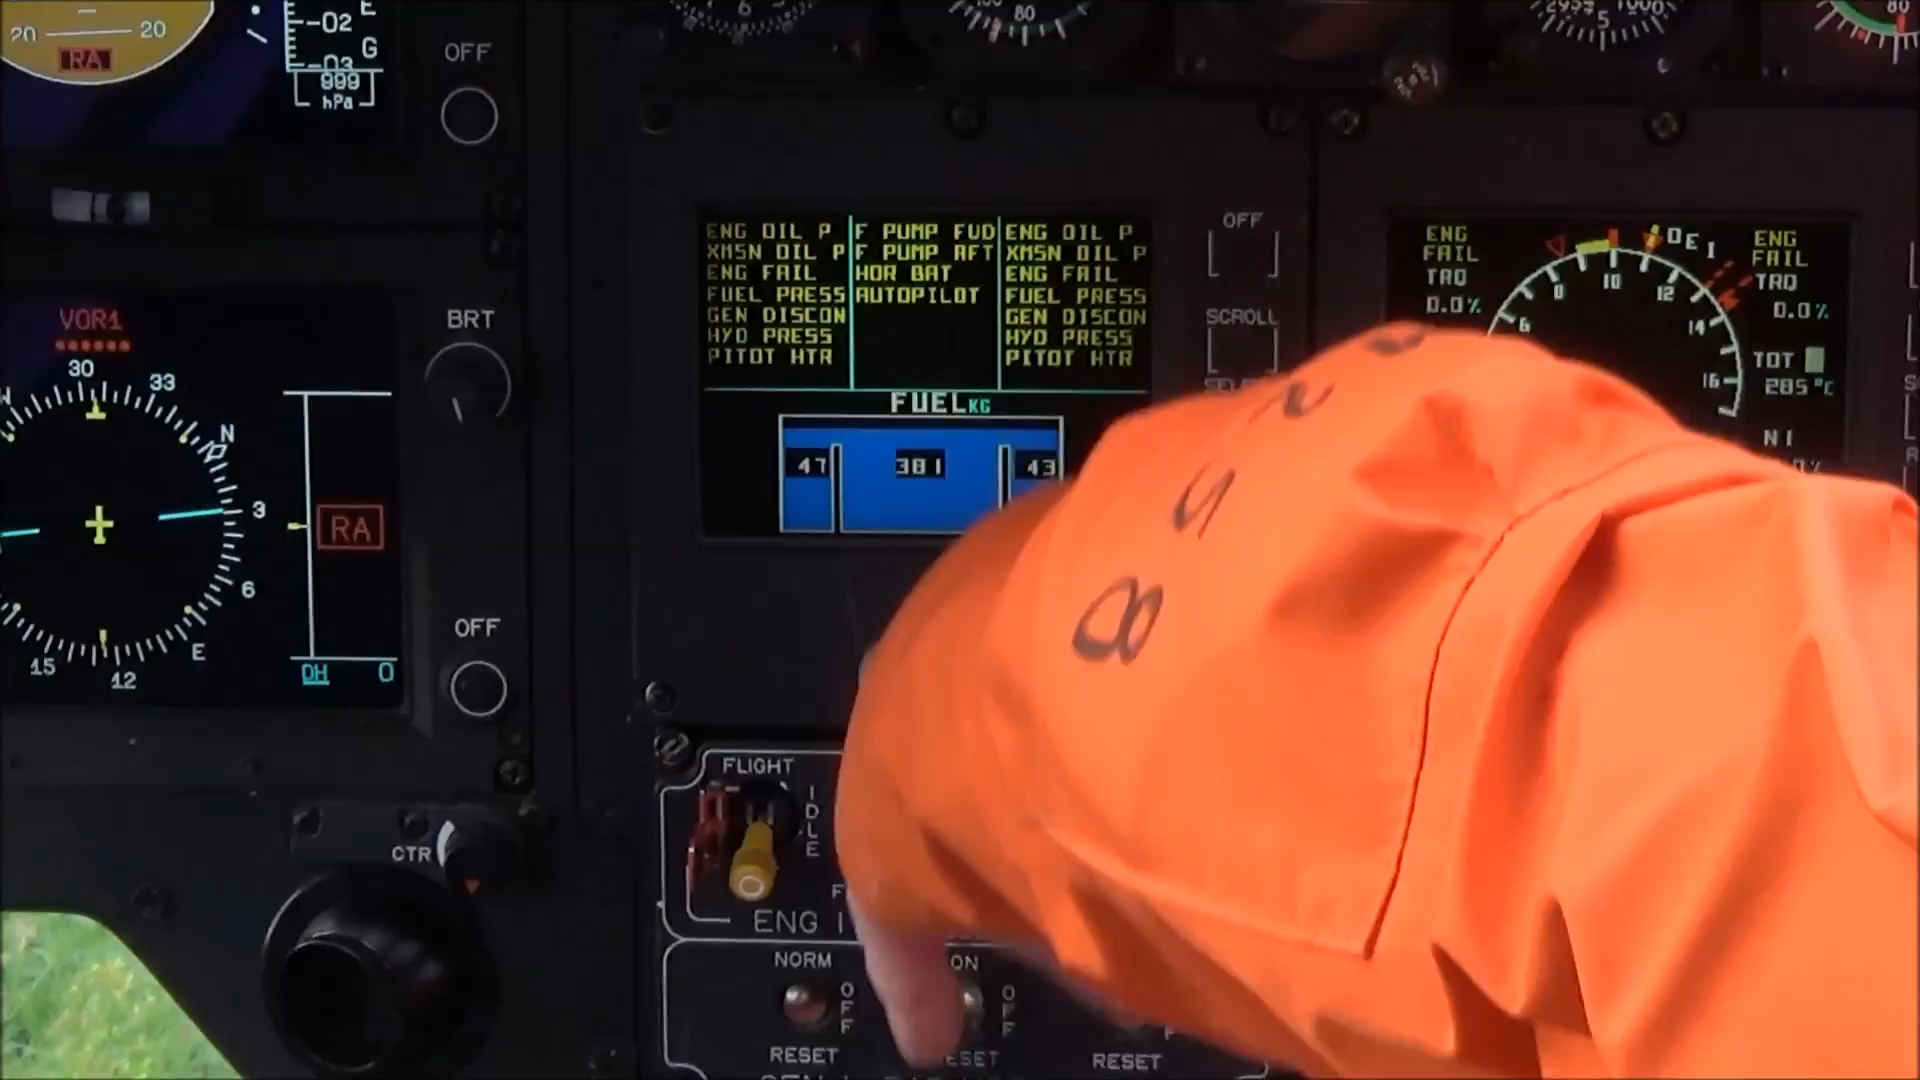 20
20
RA
-02
-03
E
G
999
hPa
OFF
80
5
80
VOR1
30
33
N
3
6
E
12
15
RA
DH
0
BRT
OFF
CTR
ENG OIL P
XMSN OIL P
ENG FAIL
FUEL PRESS
GEN DISCON
HYD PRESS
PITOT HTR
F PUMP FWD
F PUMP AFT
HOR BAT
AUTOPILOT
ENG OIL P
XMSN OIL P
ENG FAIL
FUEL PRESS
GEN DISCON
HYD PRESS
PITOT HTR
FUEL KG
47
381
43
OFF
SCROLL
ENG
FAIL
TRQ
0.0%
OEI
6
8
10
12
14
16
ENG
FAIL
TRQ
0.0%
TOT
285 °C
N1
FLIGHT
IDLE
ENG 1
NORM
OFF
RESET
ON
OFF
RESET